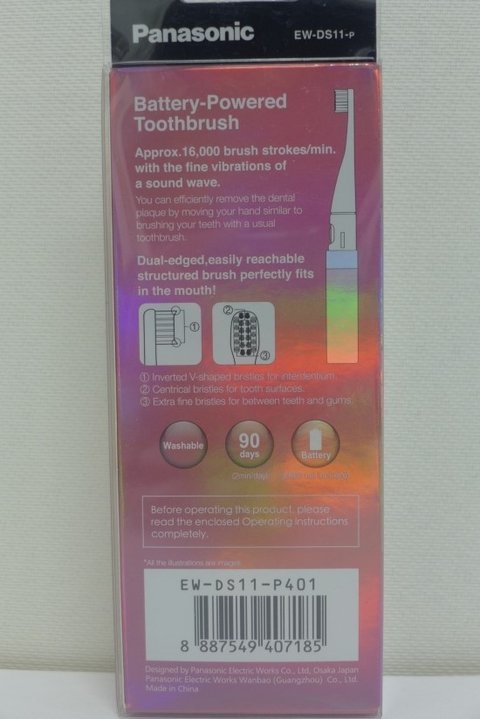 Panasonic EW-DS11-P
Battery-Powered
Toothbrush
Approx.16,000 brush strokes/min.
with the fine vibrations of
a sound wave.
You can efficiently remove the dental
plaque by moving your hand similar to
brushing your teeth with a usual
toothbrush.
Dual-edged,easily reachable
structured brush perfectly fits
in the mouth!
①
②
③
① Inverted V-shaped bristles for interdentium.
② Centrical bristles for tooth surfaces.
③ Extra fine bristles for between teeth and gums.
Washable
90
days
Battery
(2min/day)
Before operating this product, please
read the enclosed Operating Instructions
completely.
*All the illustrations are images.
EW-DS11-P401
8 887549 407185
Designed by Panasonic Electric Works Co., Ltd, Osaka Japan
Panasonic Electric Works Wanbao (Guangzhou) Co., Ltd.
Made in China